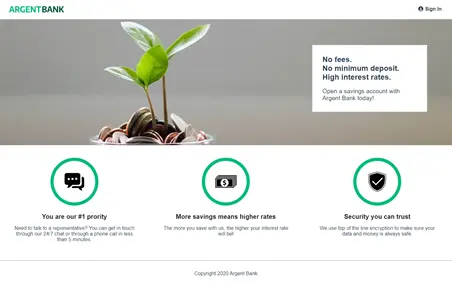 ARGENTBANK
Sign In
No fees.
No minimum deposit.
High interest rates.
Open a savings account with
Argent Bank today!
You are our #1 prority
Need to talk to a representative? You can get in touch
through our 24/7 chat or through a phone call in less
than 5 minutes.
More savings means higher rates
The more you save with us, the higher your interest rate
will be!
Security you can trust
We use top of the line encryption to make sure your
data and money is always safe.
Copyright 2020 Argent Bank